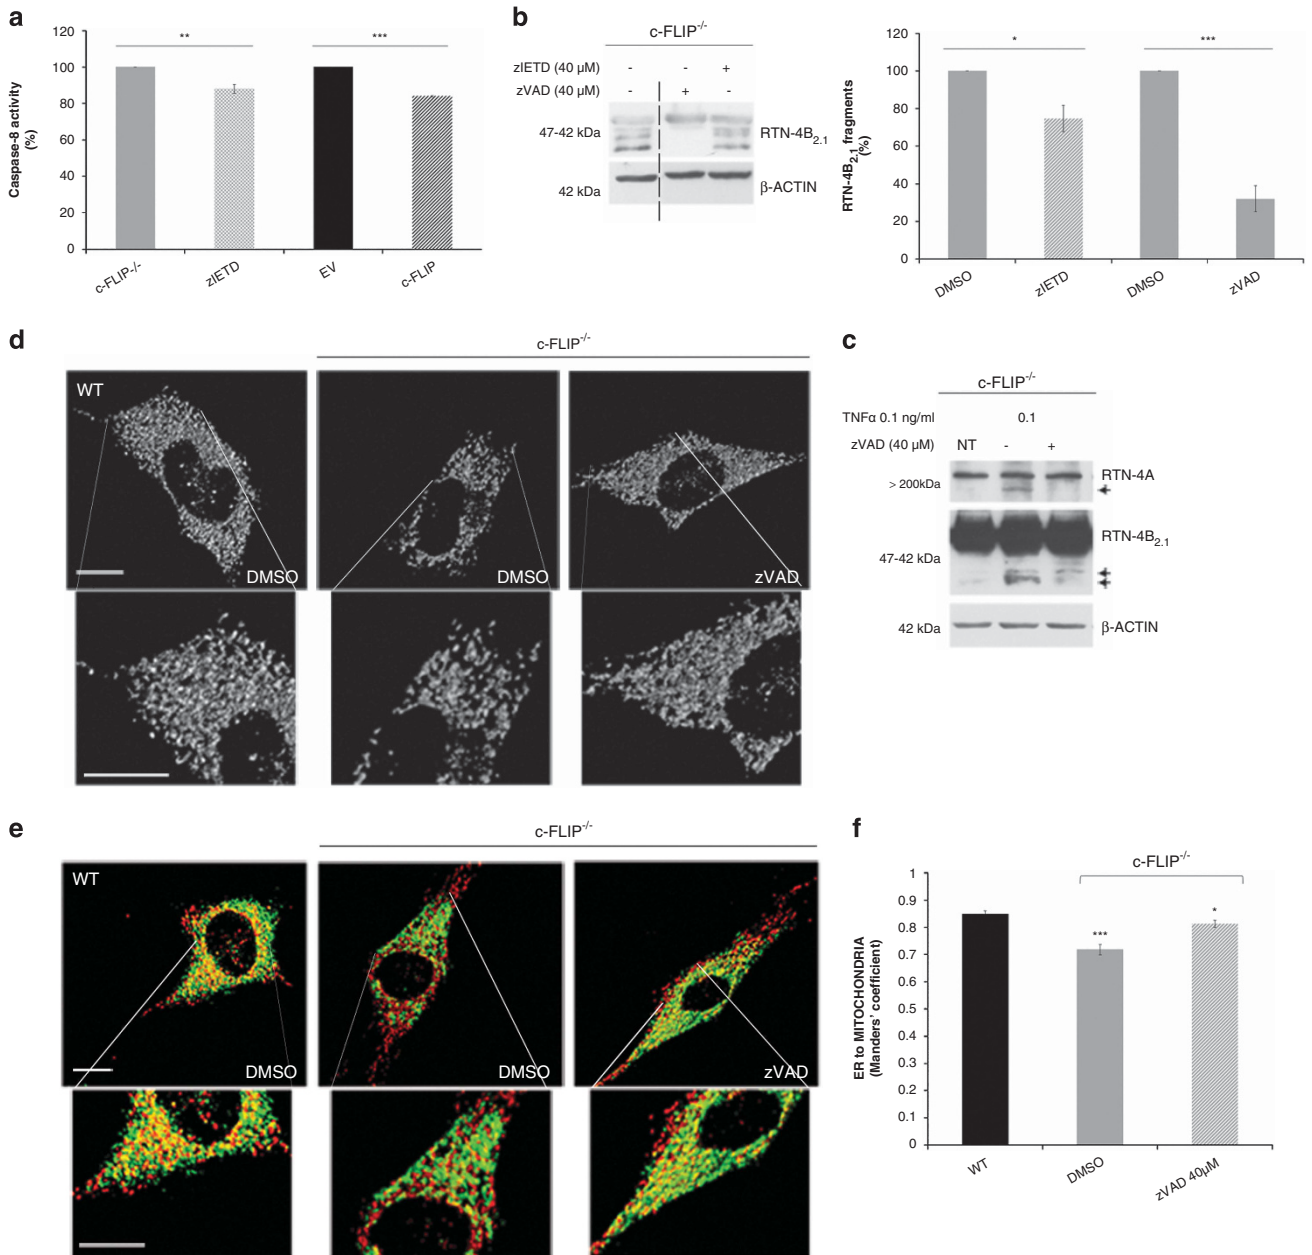 a
120
100
80
60
40
20
0
Caspase-8 activity
(%)
**
***
c-FLIP-/-
zIETD
EV
c-FLIP
b
c-FLIP-/-
zIETD (40 µM) - - +
zVAD (40 µM) - + -
47-42 kDa
RTN-4B2.1
42 kDa
β-ACTIN
120
100
80
60
40
20
0
RTN-4B2.1 fragments
(%)
*
***
DMSO
zIETD
DMSO
zVAD
d
c-FLIP-/-
WT
DMSO
DMSO
zVAD
c
c-FLIP-/-
TNFα 0.1 ng/ml 0.1
zVAD (40 µM) NT - +
> 200kDa
RTN-4A
RTN-4B2.1
47-42 kDa
42 kDa
β-ACTIN
e
c-FLIP-/-
WT
DMSO
DMSO
zVAD
f
c-FLIP-/-
1
0.9
0.8
0.7
0.6
0.5
0.4
0.3
0.2
0.1
0
ER to MITOCHONDRIA
(Manders' coefficient)
***
*
WT
DMSO
zVAD 40µM